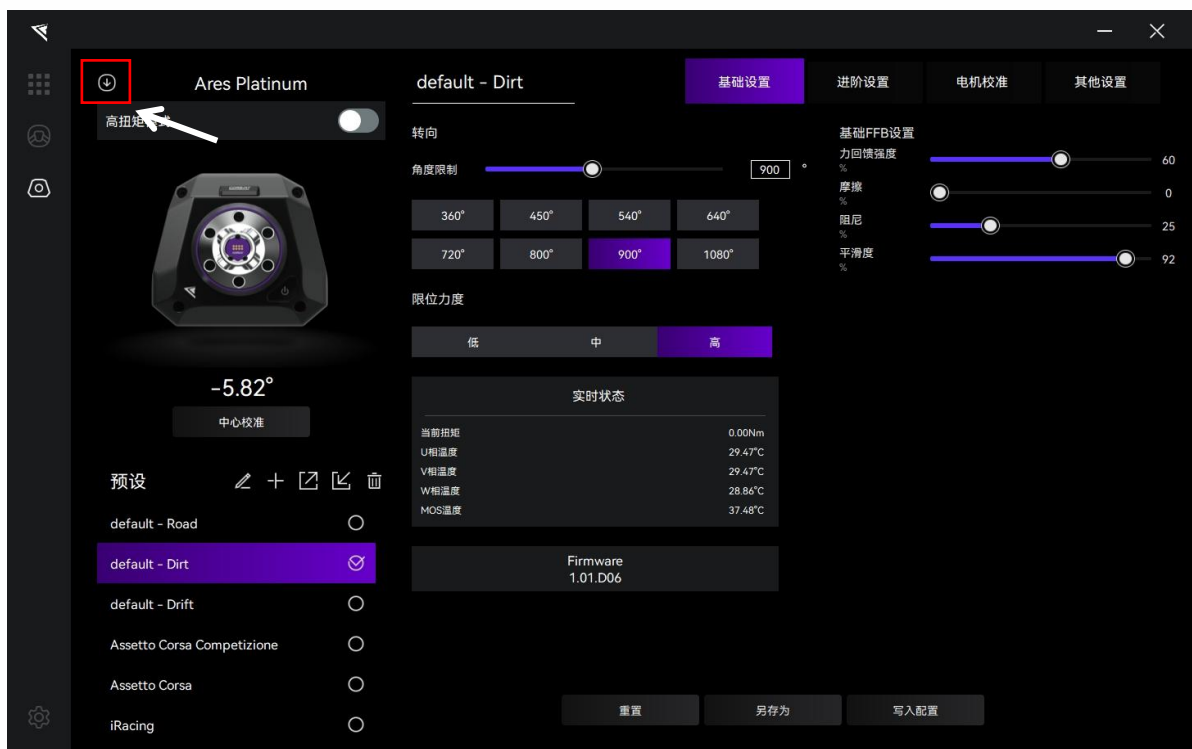 Ares Platinum
高扭矩 式
-5.82°
中心校准
预设
default - Road
default - Dirt
default - Drift
Assetto Corsa Competizione
Assetto Corsa
iRacing
default - Dirt
基础设置
进阶设置
电机校准
其他设置
转向
角度限制
900 °
360° 450° 540° 640°
720° 800° 900° 1080°
限位力度
低 中 高
实时状态
当前扭矩 0.00Nm
U相温度 29.47°C
V相温度 29.47°C
W相温度 28.86°C
MOS温度 37.48°C
Firmware
1.01.D06
基础FFB设置
力回馈强度 60
%
摩擦 0
%
阻尼 25
%
平滑度 92
%
重置 另存为 写入配置